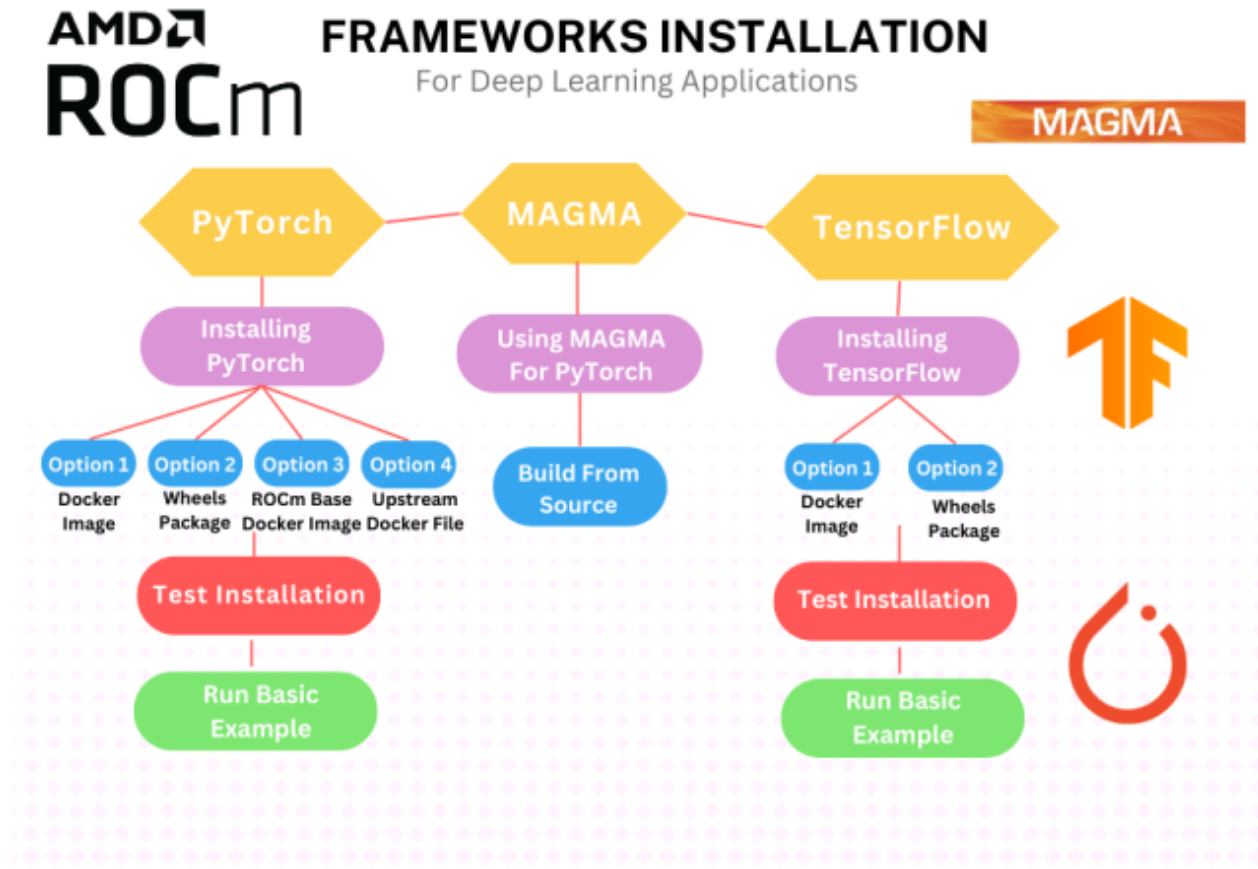 AMD
ROCm
FRAMEWORKS INSTALLATION
For Deep Learning Applications
MAGMA
PyTorch
MAGMA
TensorFlow
Installing
PyTorch
Using MAGMA
For PyTorch
Installing
TensorFlow
Option 1
Docker
Image
Option 2
Wheels
Package
Option 3
ROCm Base
Docker Image
Option 4
Upstream
Docker File
Build From
Source
Option 1
Docker
Image
Option 2
Wheels
Package
Test Installation
Test Installation
Run Basic
Example
Run Basic
Example